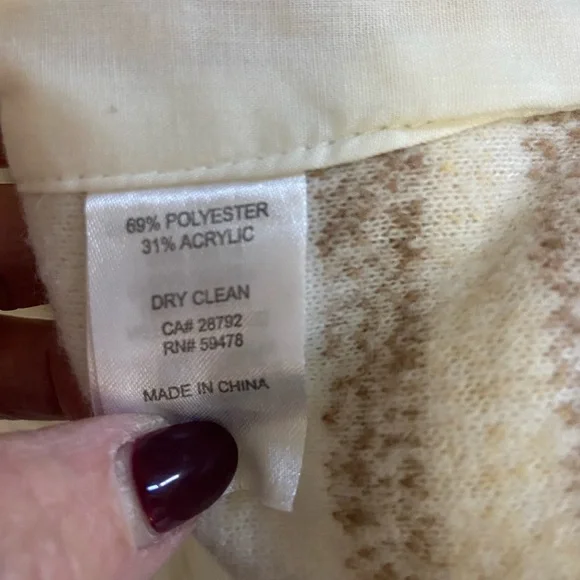 69% POLYESTER
31% ACRYLIC
DRY CLEAN
CA# 28792
RN# 59478
MADE IN CHINA